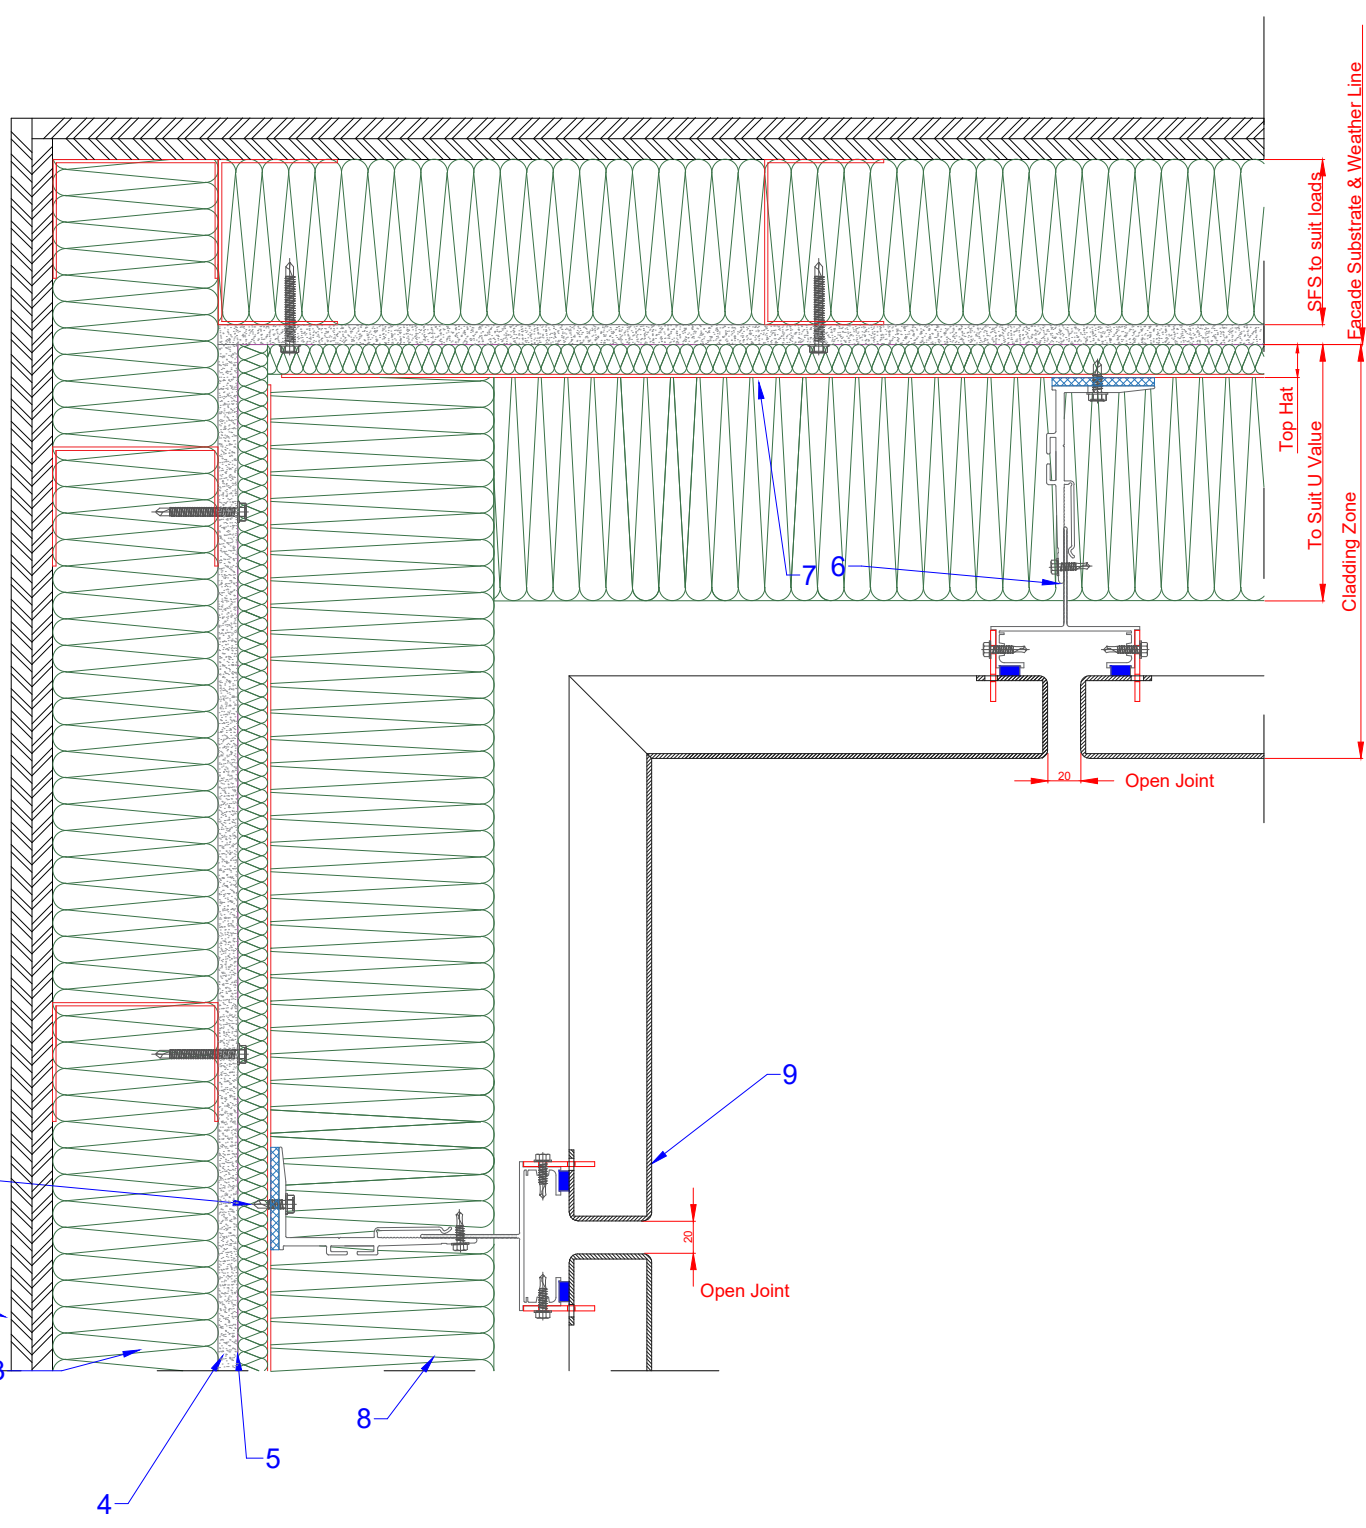 Facade Substrate & Weather Line
SFS to suit loads
Top Hat
To Suit U Value
Cladding Zone
7
6
20
Open Joint
9
20
Open Joint
3
8
5
4